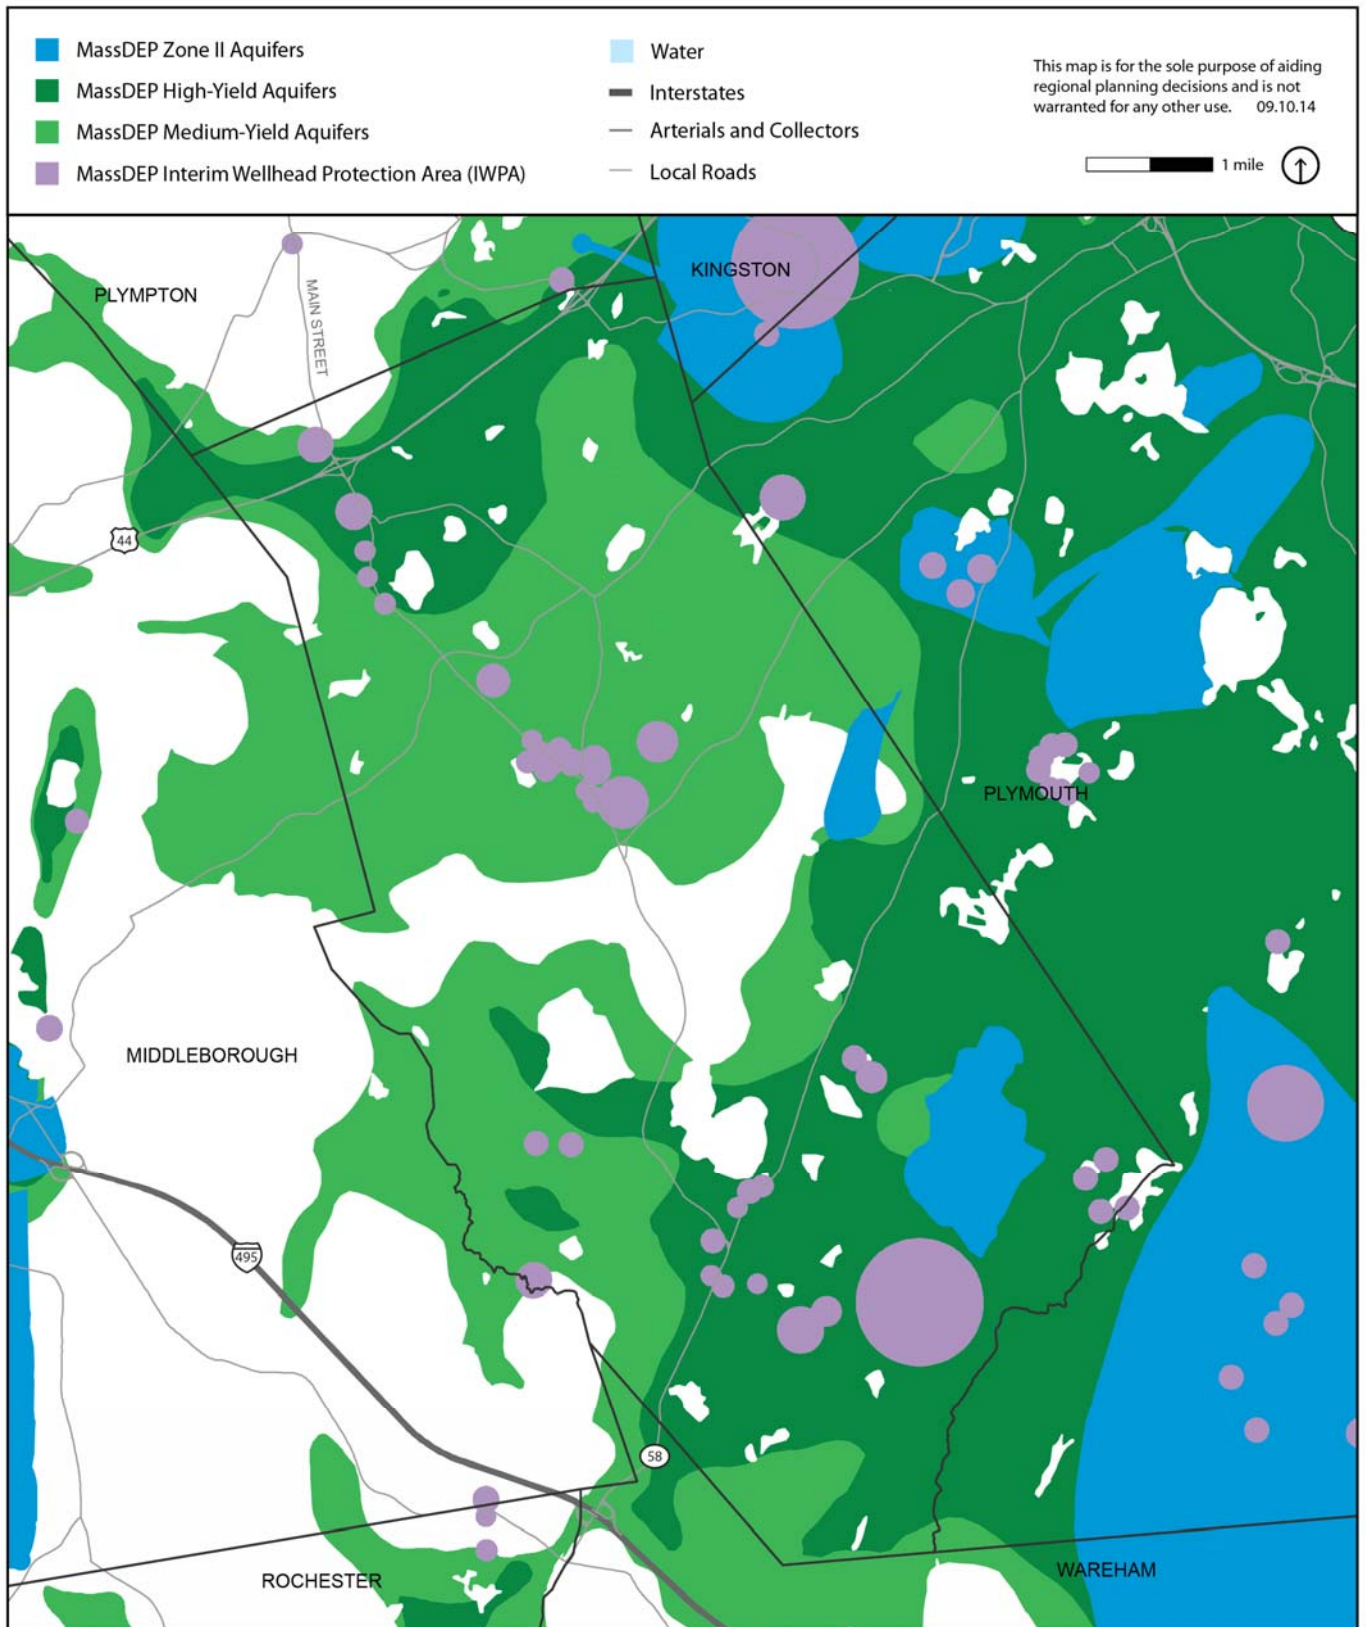 MassDEP Zone II Aquifers
MassDEP High-Yield Aquifers
MassDEP Medium-Yield Aquifers
MassDEP Interim Wellhead Protection Area (IWPA)
Water
Interstates
Arterials and Collectors
Local Roads
This map is for the sole purpose of aiding
regional planning decisions and is not
warranted for any other use. 09.10.14
1 mile
KINGSTON
PLYMPTON
MAIN STREET
44
PLYMOUTH
MIDDLEBOROUGH
495
58
WAREHAM
ROCHESTER